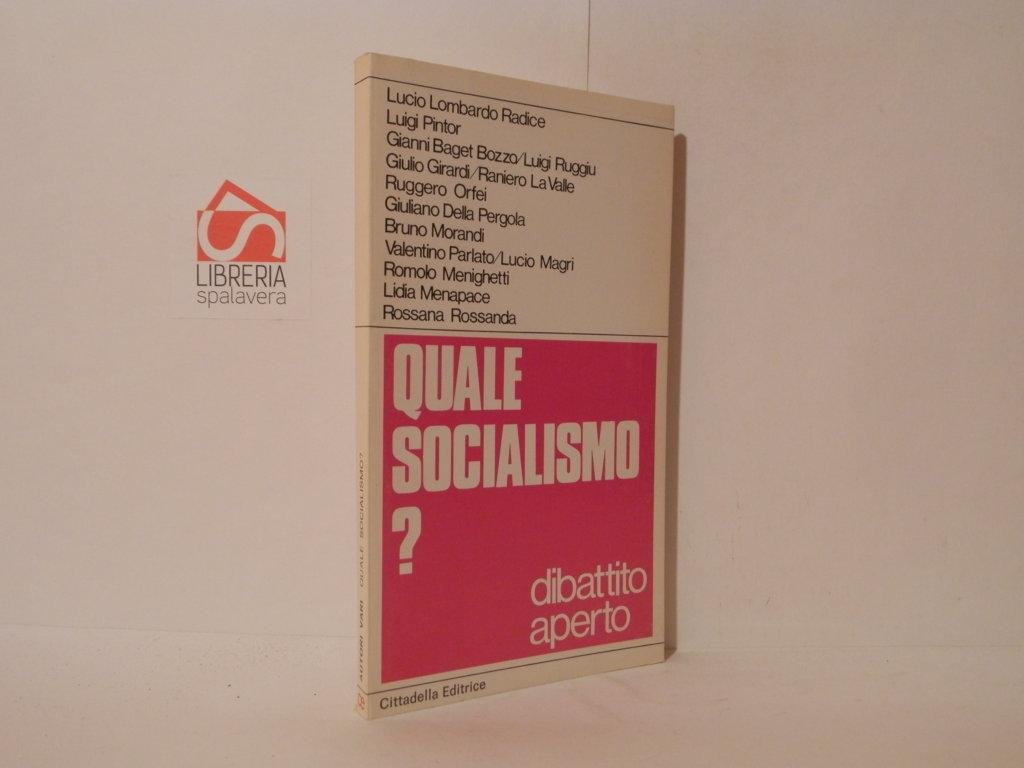 LIBRERIA
spalavera
Lucio Lombardo Radice
Luigi Pintor
Gianni Baget Bozzo/Luigi Ruggiu
Giulio Girardi/Raniero La Valle
Ruggero Orfei
Giuliano Della Pergola
Bruno Morandi
Valentino Parlato/Lucio Magri
Romolo Menighetti
Lidia Menapace
Rossana Rossanda
QUALE
SOCIALISMO
?
dibattito
aperto
Cittadella Editrice
AUTORI VARI QUALE SOCIALISMO?